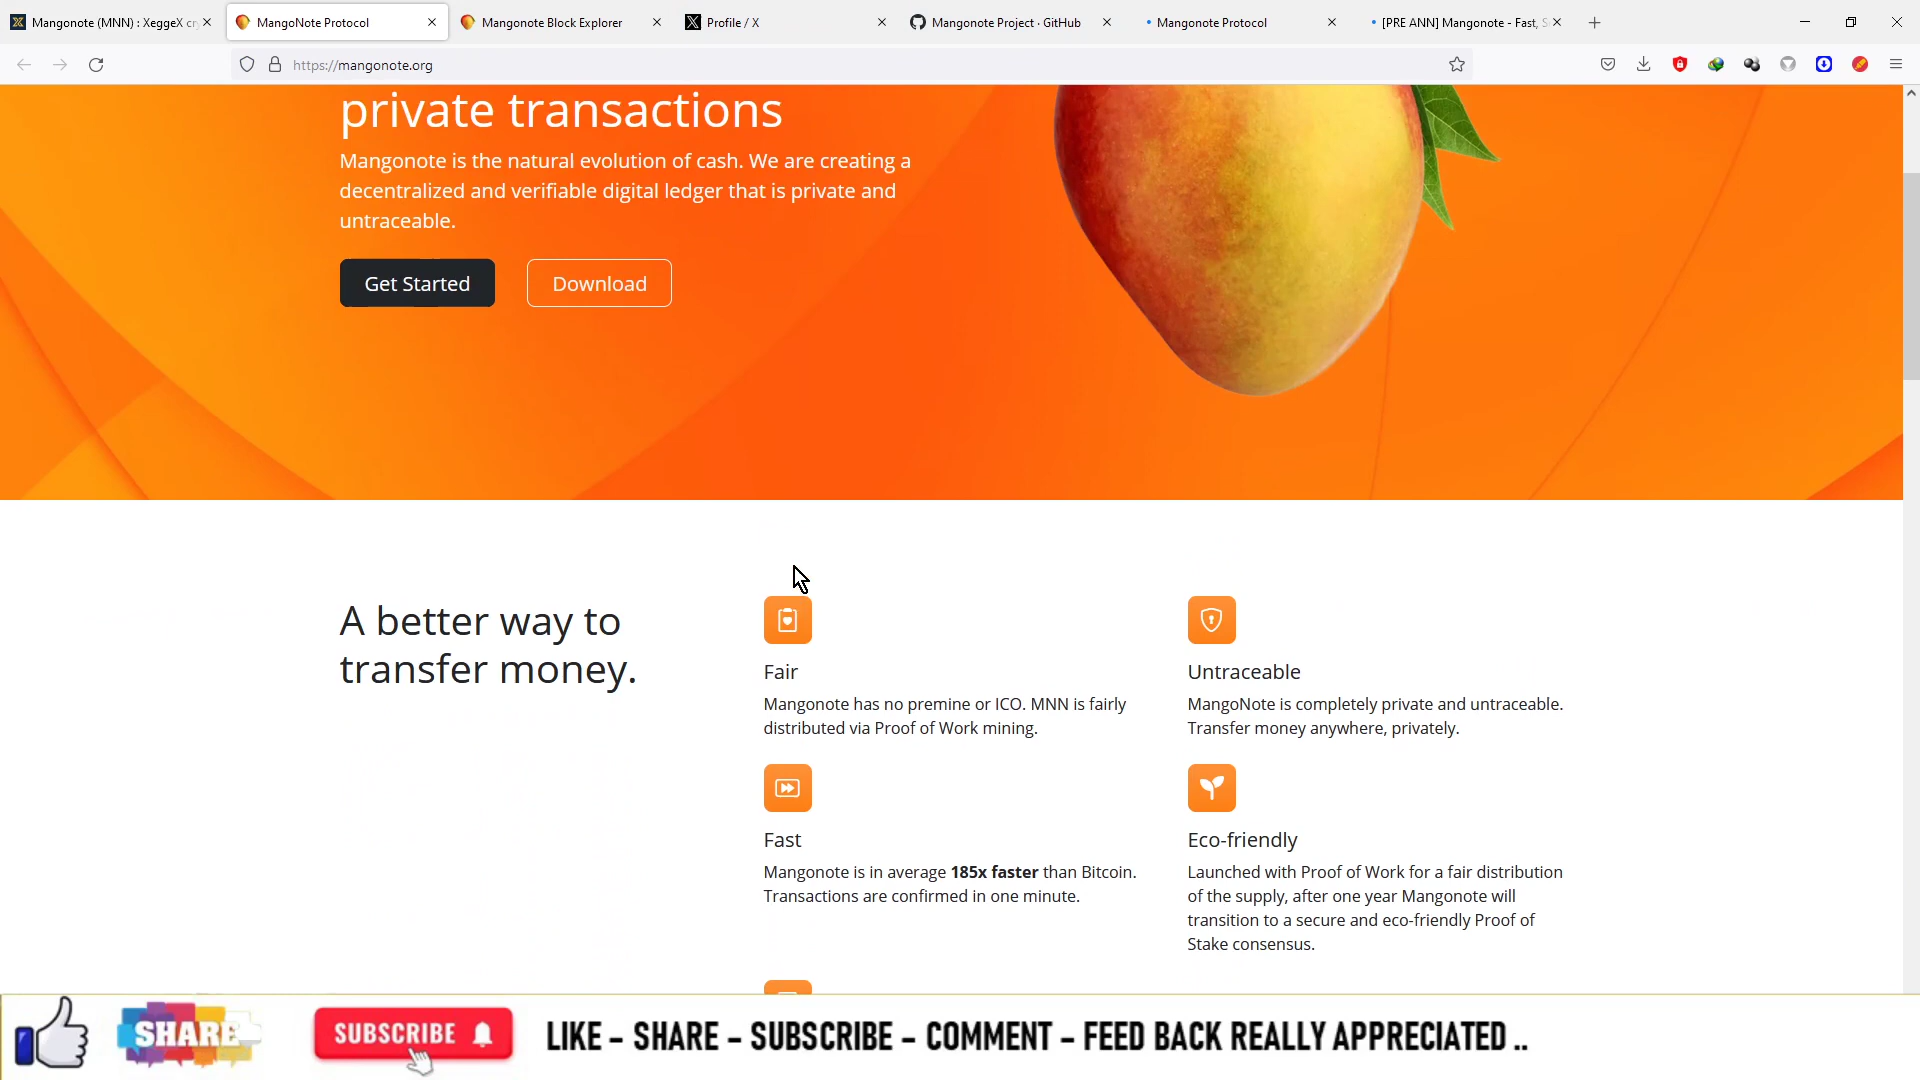 Mangonote (MNN) : XeggeX cr
MangoNote Protocol
Mangonote Block Explorer
Profile / X
Mangonote Project · GitHub
Mangonote Protocol
[PRE ANN] Mangonote - Fast, S
https://mangonote.org
private transactions
Mangonote is the natural evolution of cash. We are creating a
decentralized and verifiable digital ledger that is private and
untraceable.
Get Started
Download
A better way to
transfer money.
Fair
Mangonote has no premine or ICO. MNN is fairly
distributed via Proof of Work mining.
Untraceable
MangoNote is completely private and untraceable.
Transfer money anywhere, privately.
Fast
Mangonote is in average 185x faster than Bitcoin.
Transactions are confirmed in one minute.
Eco-friendly
Launched with Proof of Work for a fair distribution
of the supply, after one year Mangonote will
transition to a secure and eco-friendly Proof of
Stake consensus.
SHARE
SUBSCRIBE
LIKE – SHARE – SUBSCRIBE – COMMENT – FEED BACK REALLY APPRECIATED ..